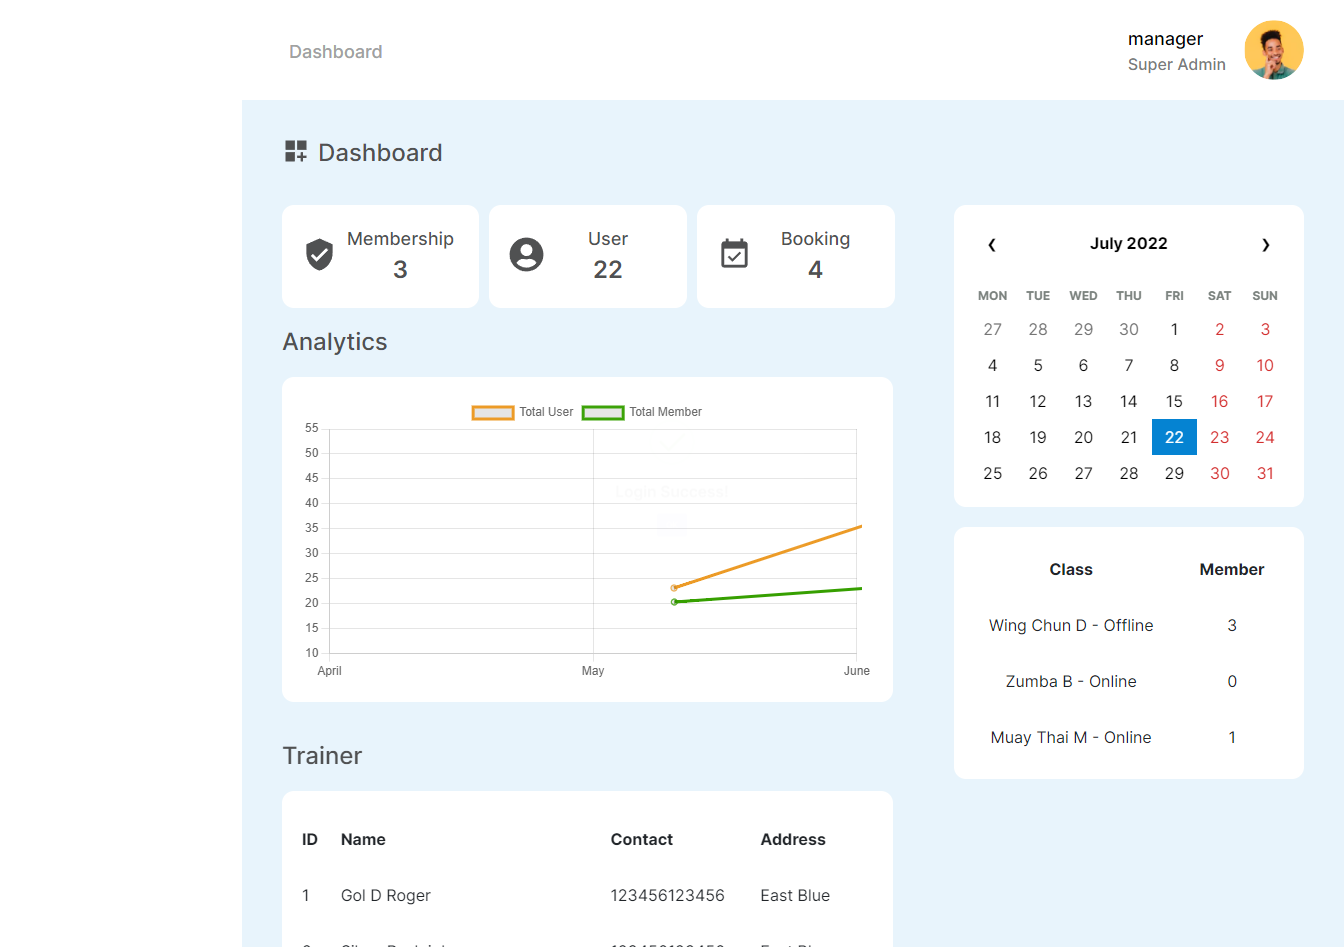 Dashboard
manager
Super Admin
Dashboard
Membership
3
User
22
Booking
4
Analytics
Total User Total Member
55
50
45
40
35
30
25
20
15
10
April May June
Trainer
ID Name Contact Address
1 Gol D Roger 123456123456 East Blue
❮ July 2022 ❯
MON TUE WED THU FRI SAT SUN
27 28 29 30 1 2 3
4 5 6 7 8 9 10
11 12 13 14 15 16 17
18 19 20 21 22 23 24
25 26 27 28 29 30 31
Class Member
Wing Chun D - Offline 3
Zumba B - Online 0
Muay Thai M - Online 1